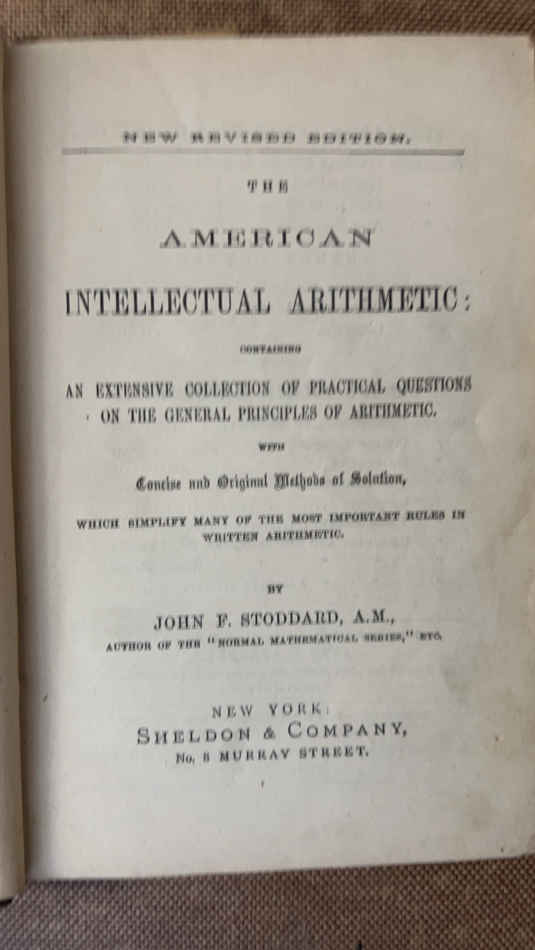 NEW REVISED EDITION.
THE
AMERICAN
INTELLECTUAL ARITHMETIC:
CONTAINING
AN EXTENSIVE COLLECTION OF PRACTICAL QUESTIONS
ON THE GENERAL PRINCIPLES OF ARITHMETIC.
WITH
Concise and Original Methods of Solution,
WHICH SIMPLIFY MANY OF THE MOST IMPORTANT RULES IN
WRITTEN ARITHMETIC.
BY
JOHN F. STODDARD, A.M.,
AUTHOR OF THE "NORMAL MATHEMATICAL SERIES," ETC.
NEW YORK:
SHELDON & COMPANY,
No. 8 MURRAY STREET.